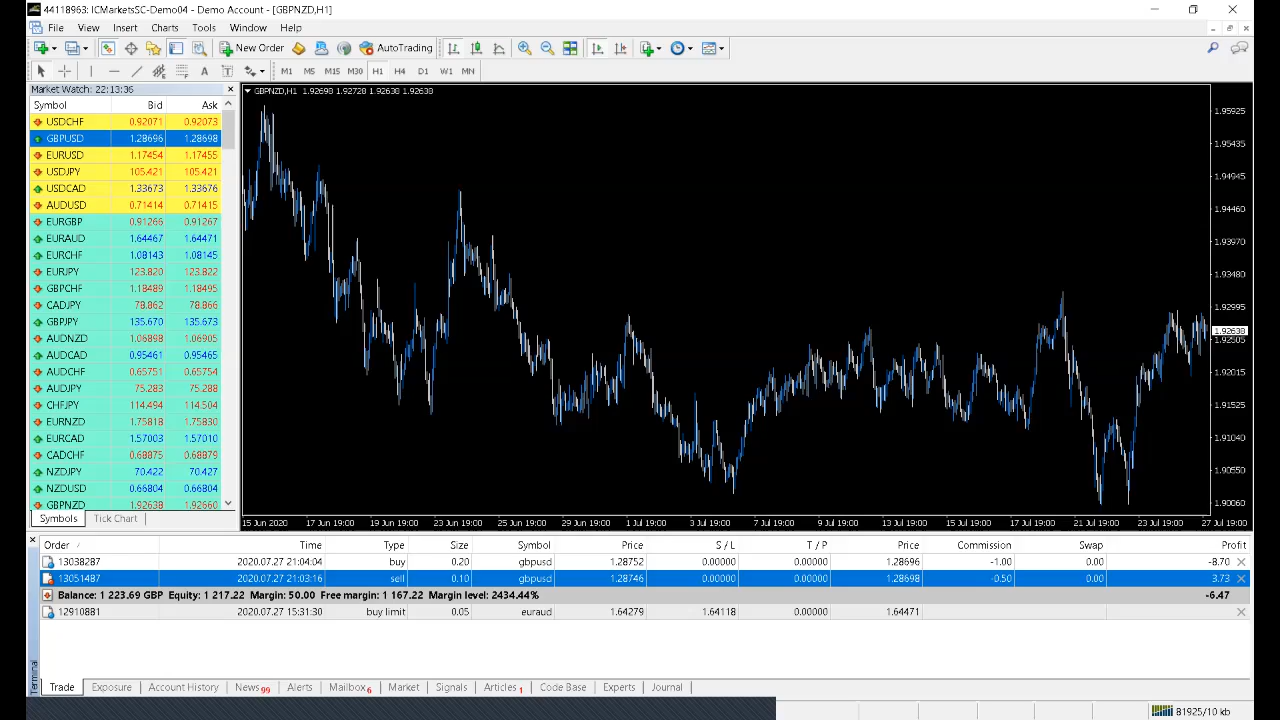 44118963: ICMarketsSC-Demo04 - Demo Account - [GBPNZD,H1]
File View Insert Charts Tools Window Help
New Order AutoTrading
M1 M5 M15 M30 H1 H4 D1 W1 MN
Market Watch: 22:13:36
Symbol Bid Ask
USDCHF 0.92071 0.92073
GBPUSD 1.28696 1.28698
EURUSD 1.17454 1.17455
USDJPY 105.421 105.421
USDCAD 1.33673 1.33676
AUDUSD 0.71414 0.71415
EURGBP 0.91266 0.91267
EURAUD 1.64467 1.64471
EURCHF 1.08143 1.08145
EURJPY 123.820 123.822
GBPCHF 1.18489 1.18495
CADJPY 78.862 78.866
GBPJPY 135.670 135.673
AUDNZD 1.06898 1.06905
AUDCAD 0.95461 0.95465
AUDCHF 0.65751 0.65754
AUDJPY 75.283 75.288
CHFJPY 114.494 114.504
EURNZD 1.75818 1.75830
EURCAD 1.57003 1.57010
CADCHF 0.68875 0.68879
NZDJPY 70.422 70.427
NZDUSD 0.66804 0.66804
GBPNZD 1.92638 1.92660
Symbols Tick Chart
GBPNZD,H1 1.92698 1.92728 1.92638 1.92638
1.95925
1.95435
1.94945
1.94460
1.93970
1.93480
1.92995
1.92638
1.92505
1.92015
1.91525
1.91040
1.90550
1.90060
15 Jun 2020 17 Jun 19:00 19 Jun 19:00 23 Jun 19:00 25 Jun 19:00 29 Jun 19:00 1 Jul 19:00 3 Jul 19:00 7 Jul 19:00 9 Jul 19:00 13 Jul 19:00 15 Jul 19:00 17 Jul 19:00 21 Jul 19:00 23 Jul 19:00 27 Jul 19:00
Order / Time Type Size Symbol Price S / L T / P Price Commission Swap Profit
13038287 2020.07.27 21:04:04 buy 0.20 gbpusd 1.28752 0.00000 0.00000 1.28696 -1.00 0.00 -8.70
13051487 2020.07.27 21:03:16 sell 0.10 gbpusd 1.28746 0.00000 0.00000 1.28698 -0.50 0.00 3.73
Balance: 1 223.69 GBP Equity: 1 217.22 Margin: 50.00 Free margin: 1 167.22 Margin level: 2434.44% -6.47
12910881 2020.07.27 15:31:30 buy limit 0.05 euraud 1.64279 1.64118 0.00000 1.64471
Terminal
Trade Exposure Account History News 99 Alerts Mailbox 6 Market Signals Articles 1 Code Base Experts Journal
81925/10 kb